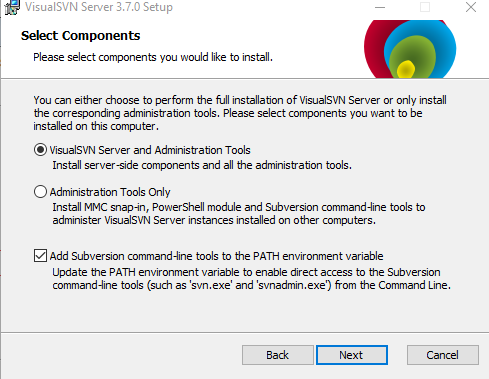 VisualSVN Server 3.7.0 Setup
Select Components
Please select components you would like to install.
You can either choose to perform the full installation of VisualSVN Server or only install
the corresponding administration tools. Please select components you want to be
installed on this computer.
VisualSVN Server and Administration Tools
Install server-side components and all the administration tools.
Administration Tools Only
Install MMC snap-in, PowerShell module and Subversion command-line tools to
administer VisualSVN Server instances installed on other computers.
Add Subversion command-line tools to the PATH environment variable
Update the PATH environment variable to enable direct access to the Subversion
command-line tools (such as 'svn.exe' and 'svnadmin.exe') from the Command Line.
Back
Next
Cancel